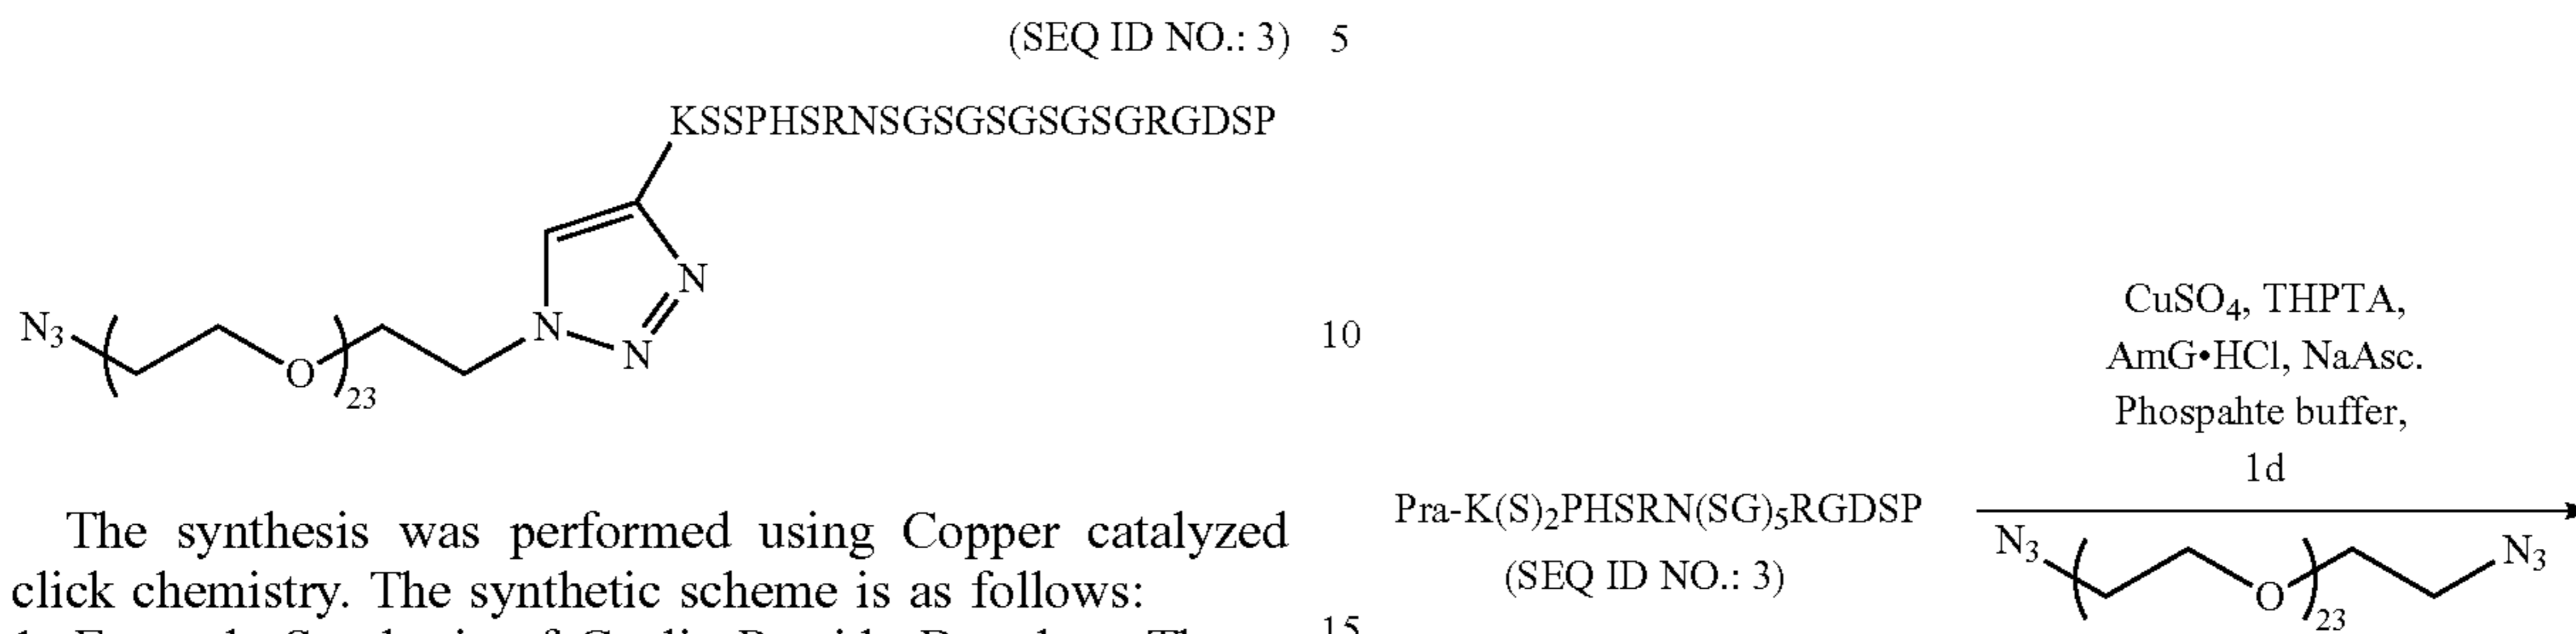 (SEQ ID NO.: 3)
5
KSSPHSRNSGSGSGSGSGRGDSP
N
N3
N
N
O
23
10
The synthesis was performed using Copper catalyzed
click chemistry. The synthetic scheme is as follows:
15
CuSO4, THPTA,
AmG•HCl, NaAsc.
Phospahte buffer,
1d
Pra-K(S)2PHSRN(SG)5RGDSP
(SEQ ID NO.: 3)
N3
N3
O
23